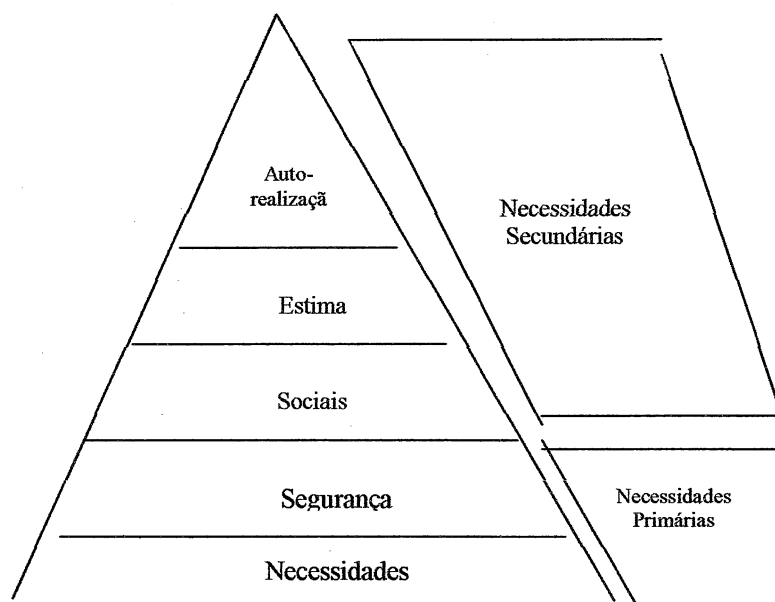 Auto-
realizaçã
Estima
Sociais
Segurança
Necessidades
Necessidades
Secundárias
Necessidades
Primárias